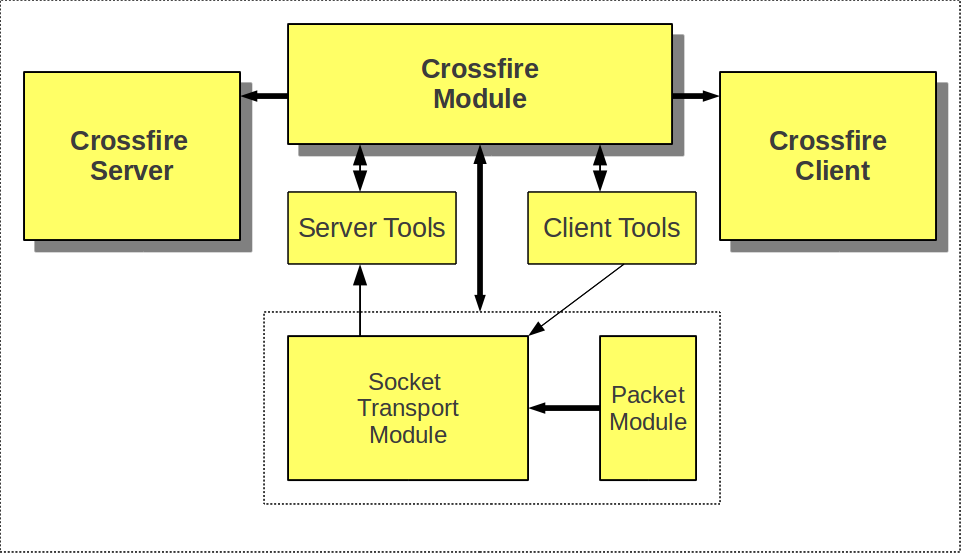 Crossfire
Module
Crossfire
Server
Crossfire
Client
Server Tools
Client Tools
Socket
Transport
Module
Packet
Module